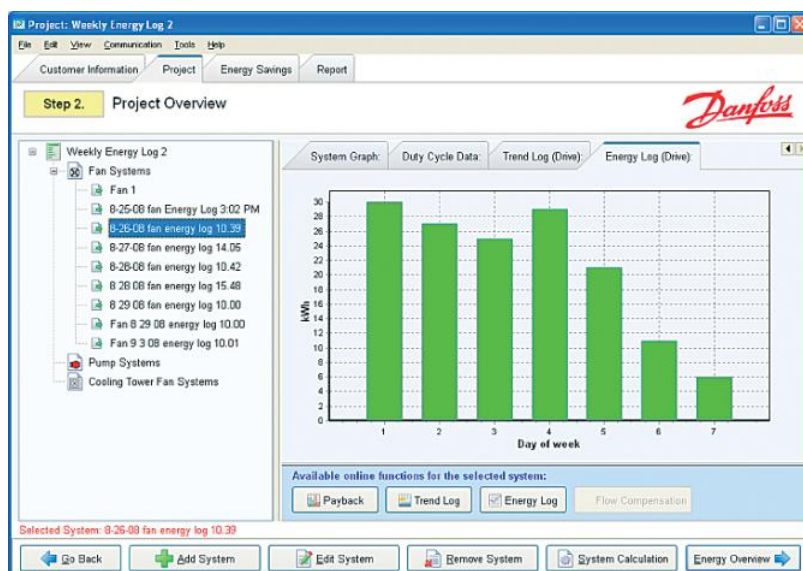 Project: Weekly Energy Log 2
File Edit View Communication Tools Help
Customer Information Project Energy Savings Report
Step 2. Project Overview
Danfoss
Weekly Energy Log 2
Fan Systems
Fan 1
8-25-08 fan Energy Log 3:02 PM
8-26-08 fan energy log 10.39
8-27-08 fan energy log 14.05
8-28-08 fan energy log 10.42
8 28 08 fan energy log 15.48
8 29 08 fan energy log 10.00
Fan 8 29 08 energy log 10.00
Fan 9 3 08 energy log 10.01
Pump Systems
Cooling Tower Fan Systems
System Graph: Duty Cycle Data: Trend Log (Drive): Energy Log (Drive):
30
28
26
24
22
20
18
16
14
12
10
8
6
4
2
0
kWh
1 2 3 4 5 6 7
Day of week
Available online functions for the selected system:
Payback Trend Log Energy Log Flow Compensation
Selected System: 8-26-08 fan energy log 10.39
Go Back Add System Edit System Remove System System Calculation Energy Overview